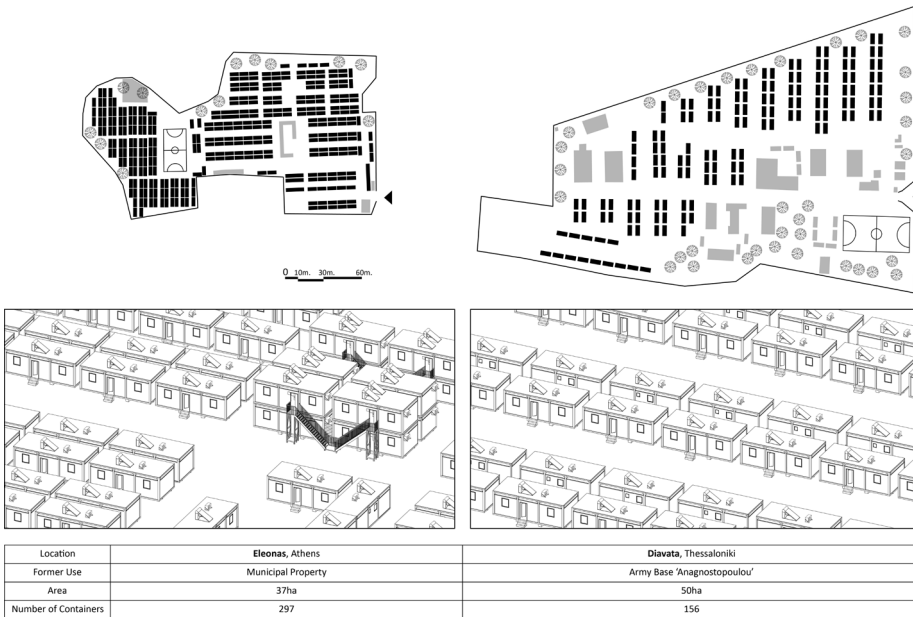 0 10m. 30m. 60m.
Location Eleonas, Athens Diavata, Thessaloniki
Former Use Municipal Property Army Base ‘Anagnostopoulou’
Area 37ha 50ha
Number of Containers 297 156